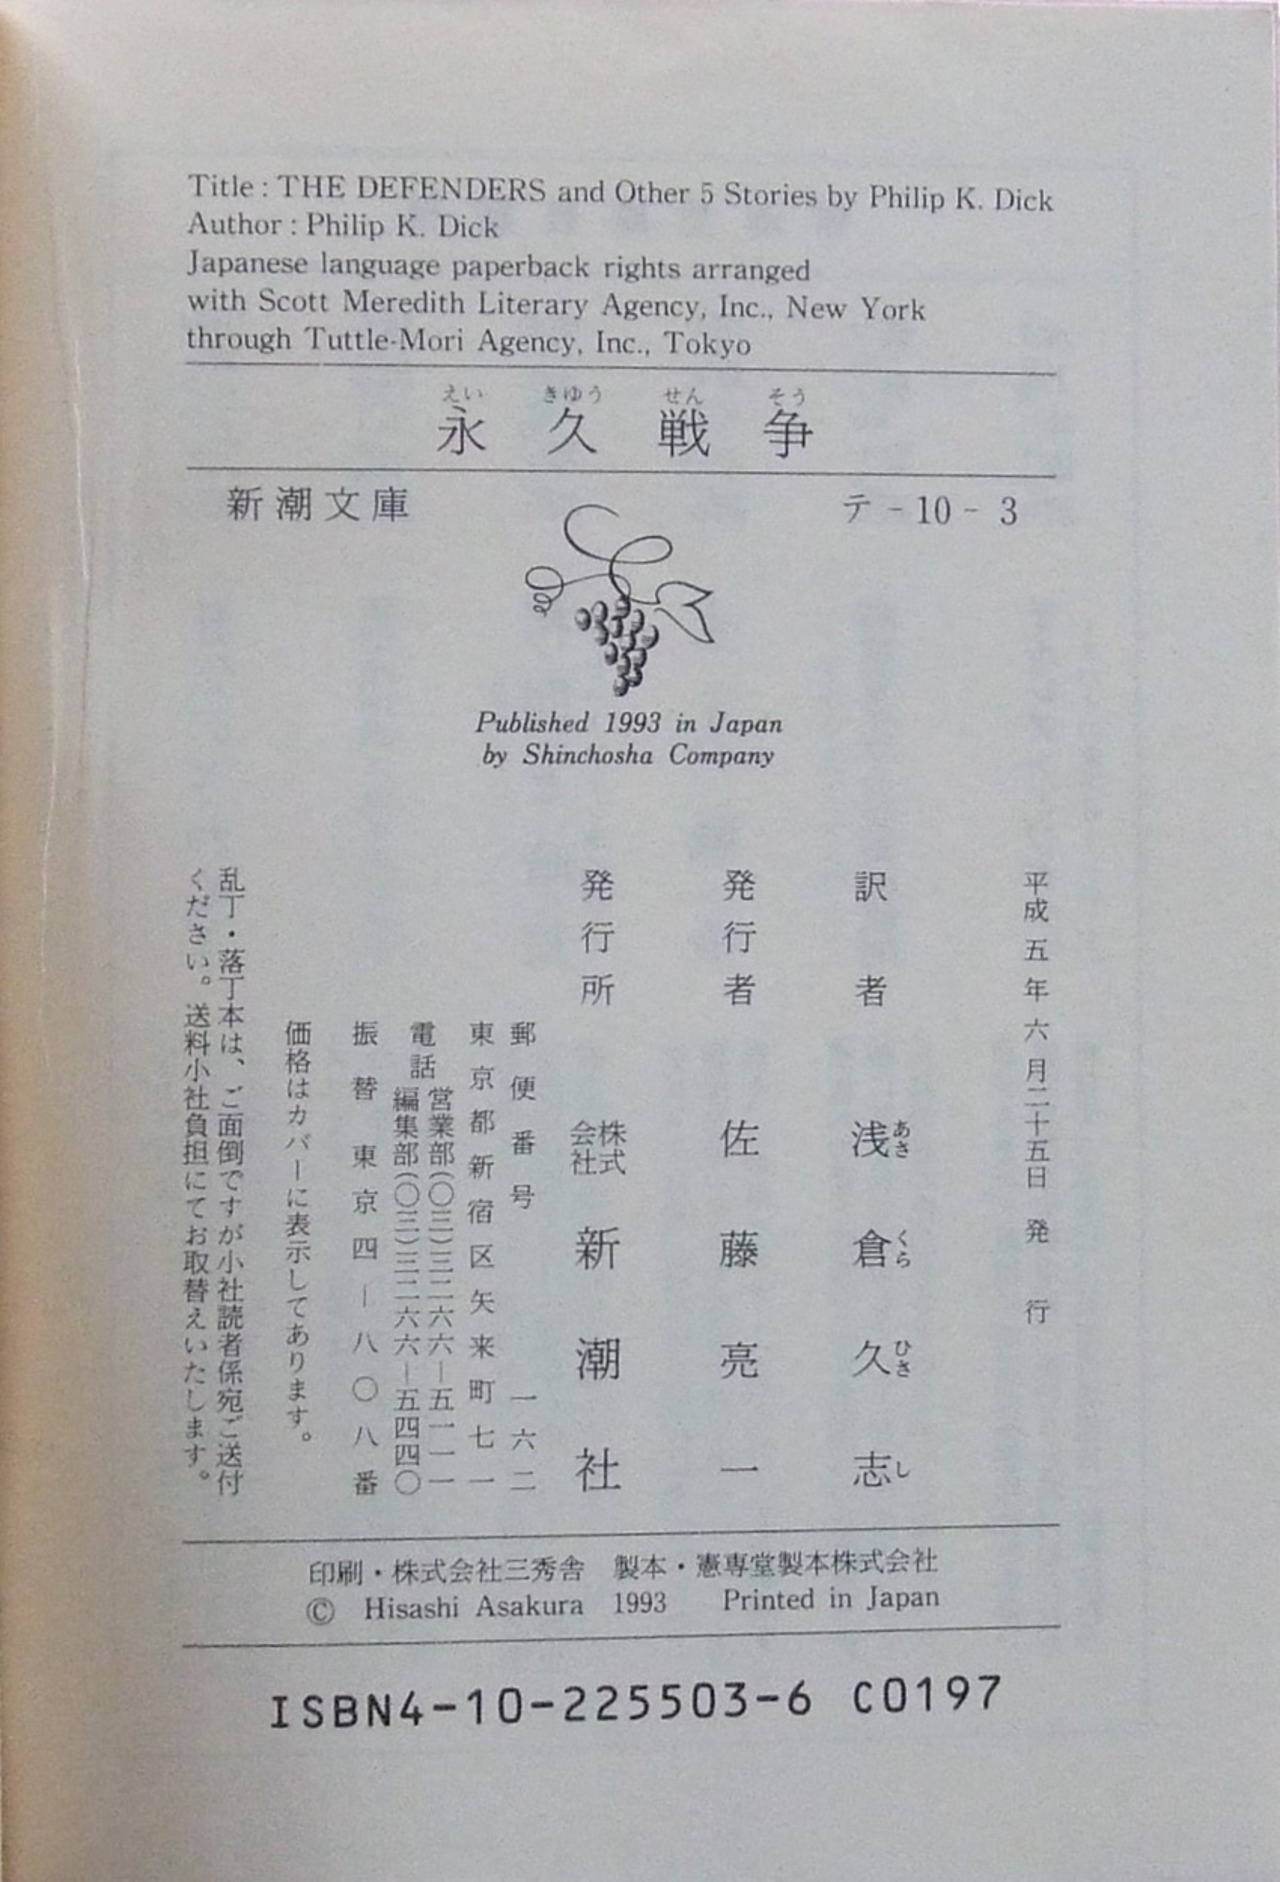 Title : THE DEFENDERS and Other 5 Stories by Philip K. Dick
Author : Philip K. Dick
Japanese language paperback rights arranged
with Scott Meredith Literary Agency, Inc., New York
through Tuttle-Mori Agency, Inc., Tokyo
えい きゆう せん そう
永久戦争
新潮文庫
テ - 10 - 3
Published 1993 in Japan
by Shinchosha Company
平成五年六月二十五日 発行
訳者 浅倉久志
あさ くら ひさ し
発行者 佐藤亮一
発行所 株式会社 新潮社
郵便番号 一六二
東京都新宿区矢来町七一
電話 営業部(〇三)三二六六―五一一一
編集部(〇三)三二六六―五四四〇
振替 東京四―八〇八番
価格はカバーに表示してあります。
乱丁・落丁本は、ご面倒ですが小社読者係宛ご送付
ください。送料小社負担にてお取替えいたします。
印刷・株式会社三秀舎 製本・憲専堂製本株式会社
© Hisashi Asakura 1993 Printed in Japan
ISBN4-10-225503-6 C0197